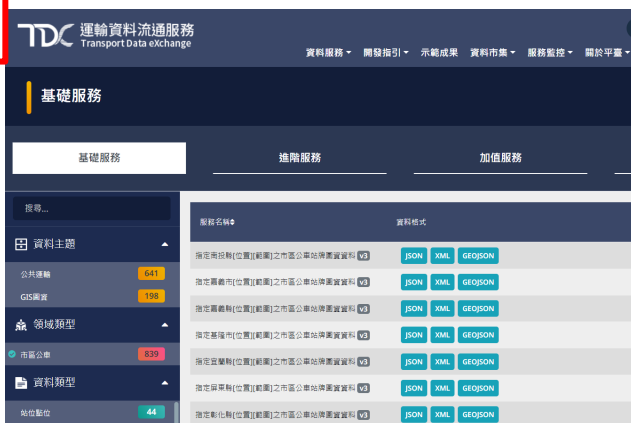 TDX 運輸資料流通服務
Transport Data eXchange
資料服務 開發指引 示範成果 資料市集 服務監控 關於平臺
基礎服務
基礎服務 進階服務 加值服務
搜尋...
服務名稱 資料格式
資料主題
公共運輸 641
GIS圖資 198
領域類型
市區公車 839
資料類型
站位點位 44
指定南投縣[位置][範圍]之市區公車站牌圖資資料 v3 JSON XML GEOJSON
指定嘉義市[位置][範圍]之市區公車站牌圖資資料 v3 JSON XML GEOJSON
指定嘉義縣[位置][範圍]之市區公車站牌圖資資料 v3 JSON XML GEOJSON
指定基隆市[位置][範圍]之市區公車站牌圖資資料 v3 JSON XML GEOJSON
指定宜蘭縣[位置][範圍]之市區公車站牌圖資資料 v3 JSON XML GEOJSON
指定屏東縣[位置][範圍]之市區公車站牌圖資資料 v3 JSON XML GEOJSON
指定彰化縣[位置][範圍]之市區公車站牌圖資資料 v3 JSON XML GEOJSON